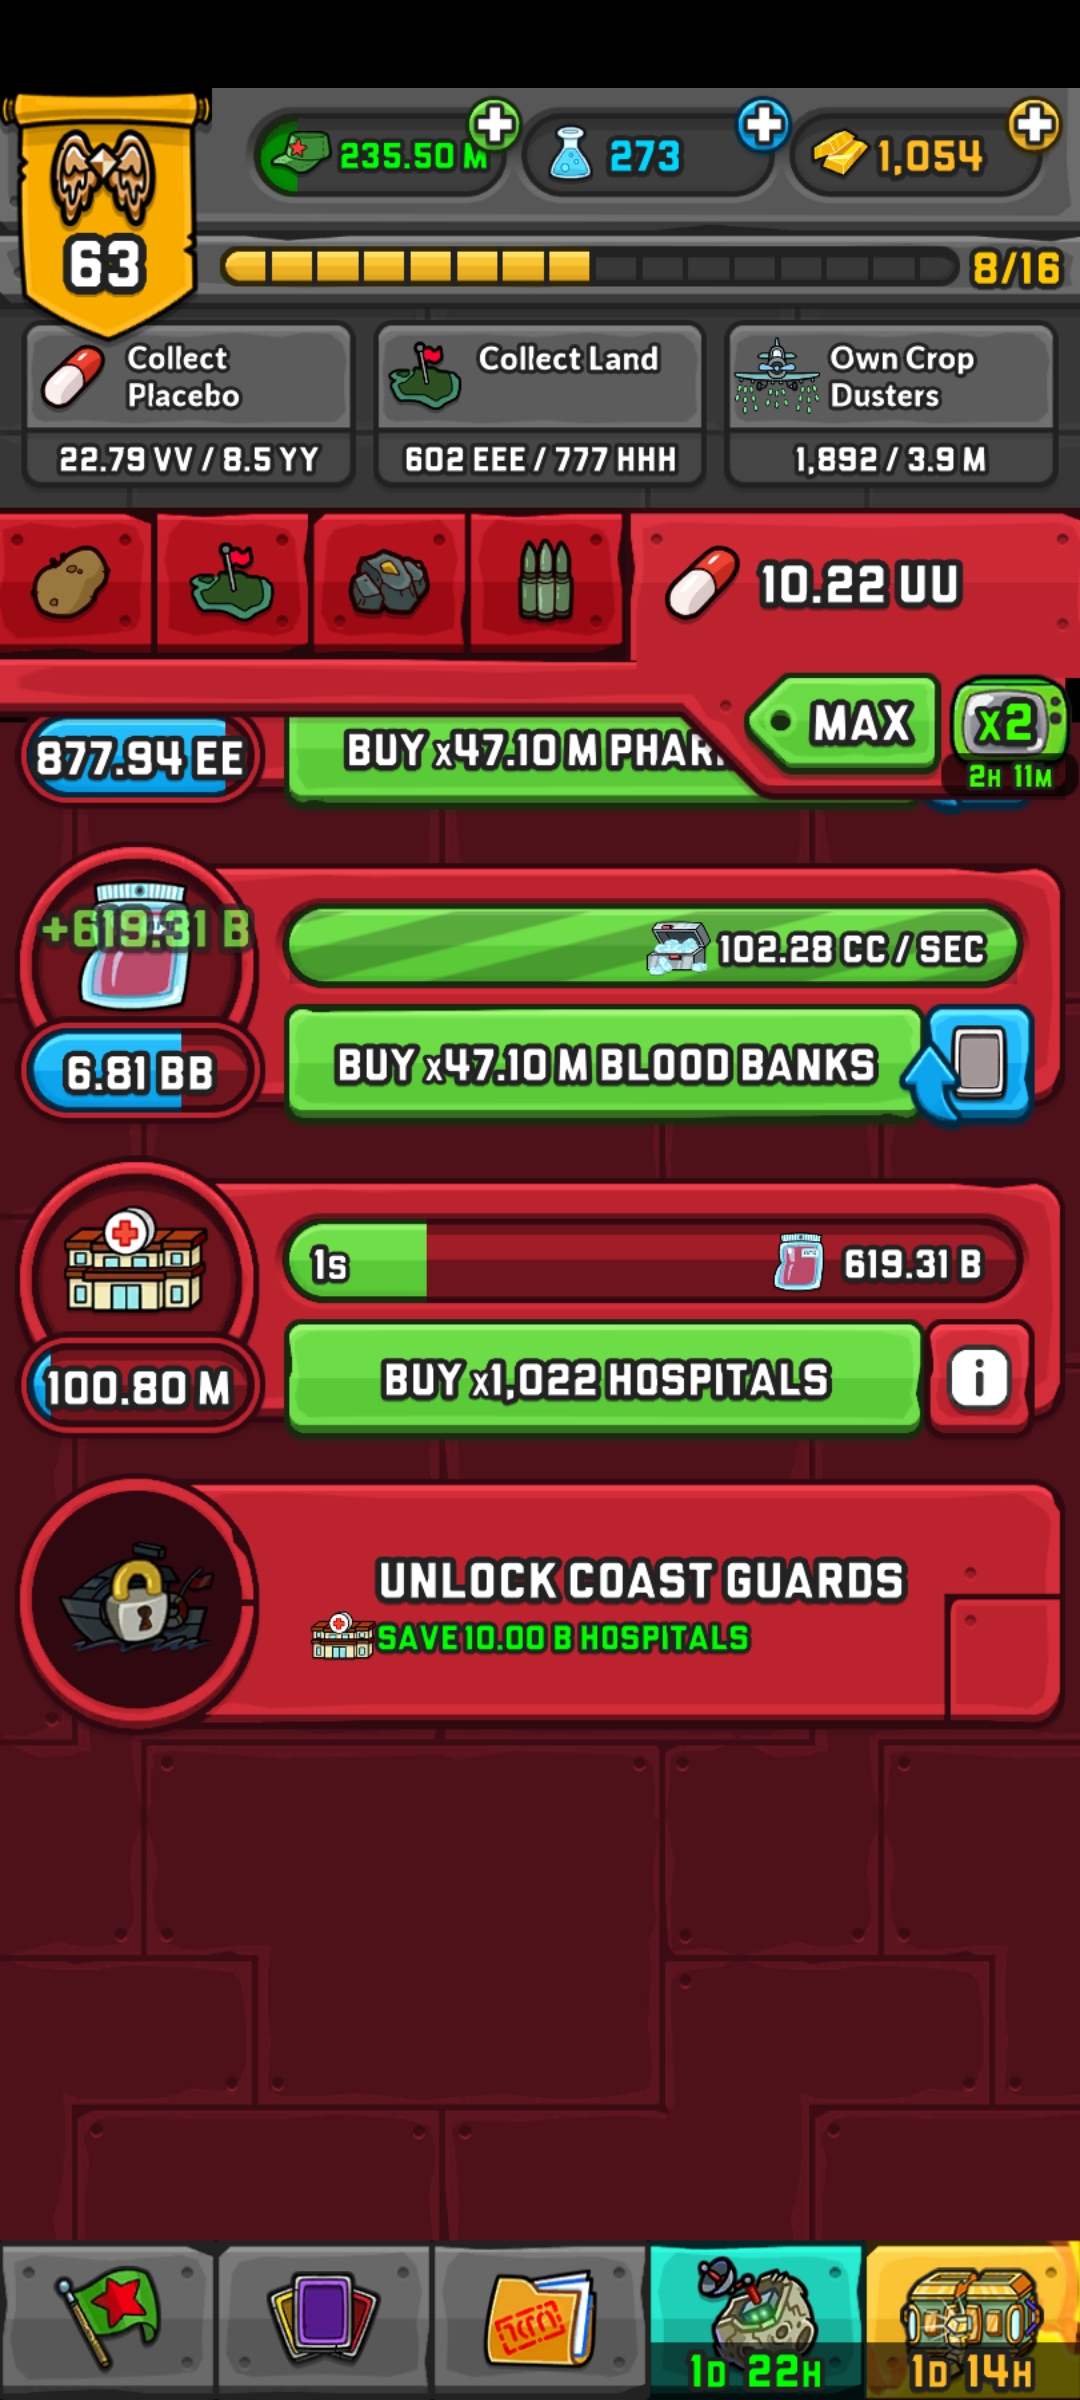 235.50 M
273
1,054
63
8/16
Collect
Placebo
Collect Land
Own Crop
Dusters
22.79 VV / 8.5 YY
602 EEE / 777 HHH
1,892 / 3.9 M
10.22 UU
MAX
x2
2H 11M
877.94 EE
BUY x47.10 M PHAR
+619.31 B
102.28 CC / SEC
6.81 BB
BUY x47.10 M BLOOD BANKS
1s
619.31 B
100.80 M
BUY x1,022 HOSPITALS
i
UNLOCK COAST GUARDS
SAVE 10.00 B HOSPITALS
1D 22H
1D 14H